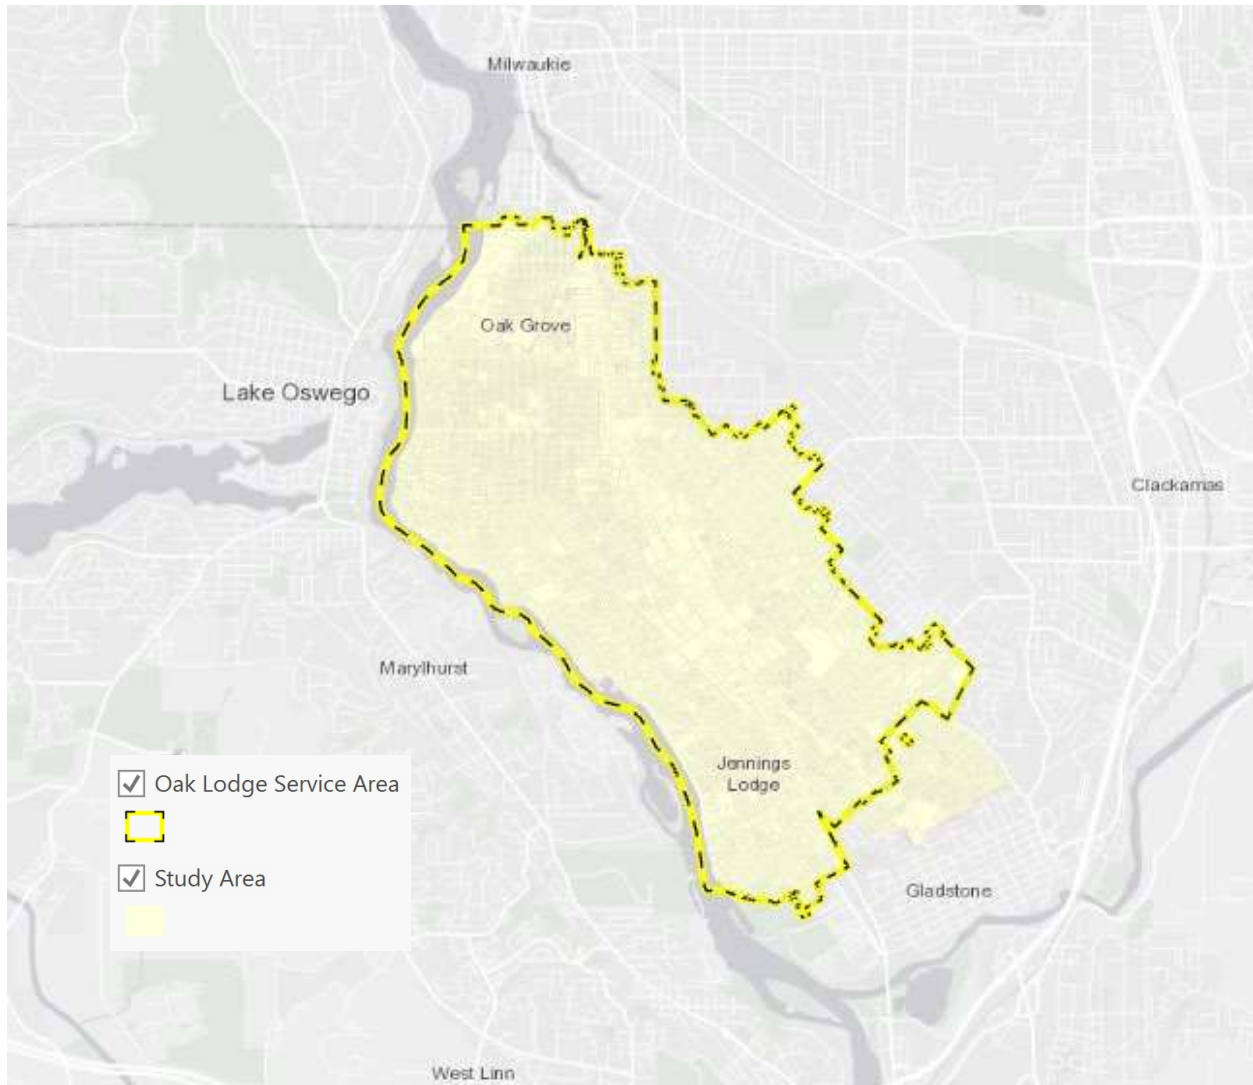 Milwaukie
Oak Grove
Lake Oswego
Clackamas
Marylhurst
Jennings
Lodge
Oak Lodge Service Area
Study Area
Gladstone
West Linn